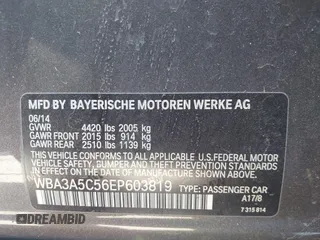 MFD BY BAYERISCHE MOTOREN WERKE AG
06/14
GVWR 4420 lbs 2005 kg
GAWR FRONT 2015 lbs 914 kg
GAWR REAR 2510 lbs 1139 kg
THIS VEHICLE CONFORMS TO ALL APPLICABLE FEDERAL MOTOR
VEHICLE SAFETY, BUMPER AND THEFT PREVENTION STANDARDS
IN EFFECT ON THE DATE OF MANUFACTURE SHOWN ABOVE.
WBA3A5C56EP603819 TYPE: PASSENGER CAR
A17/8
7 315 814
DREAMBID